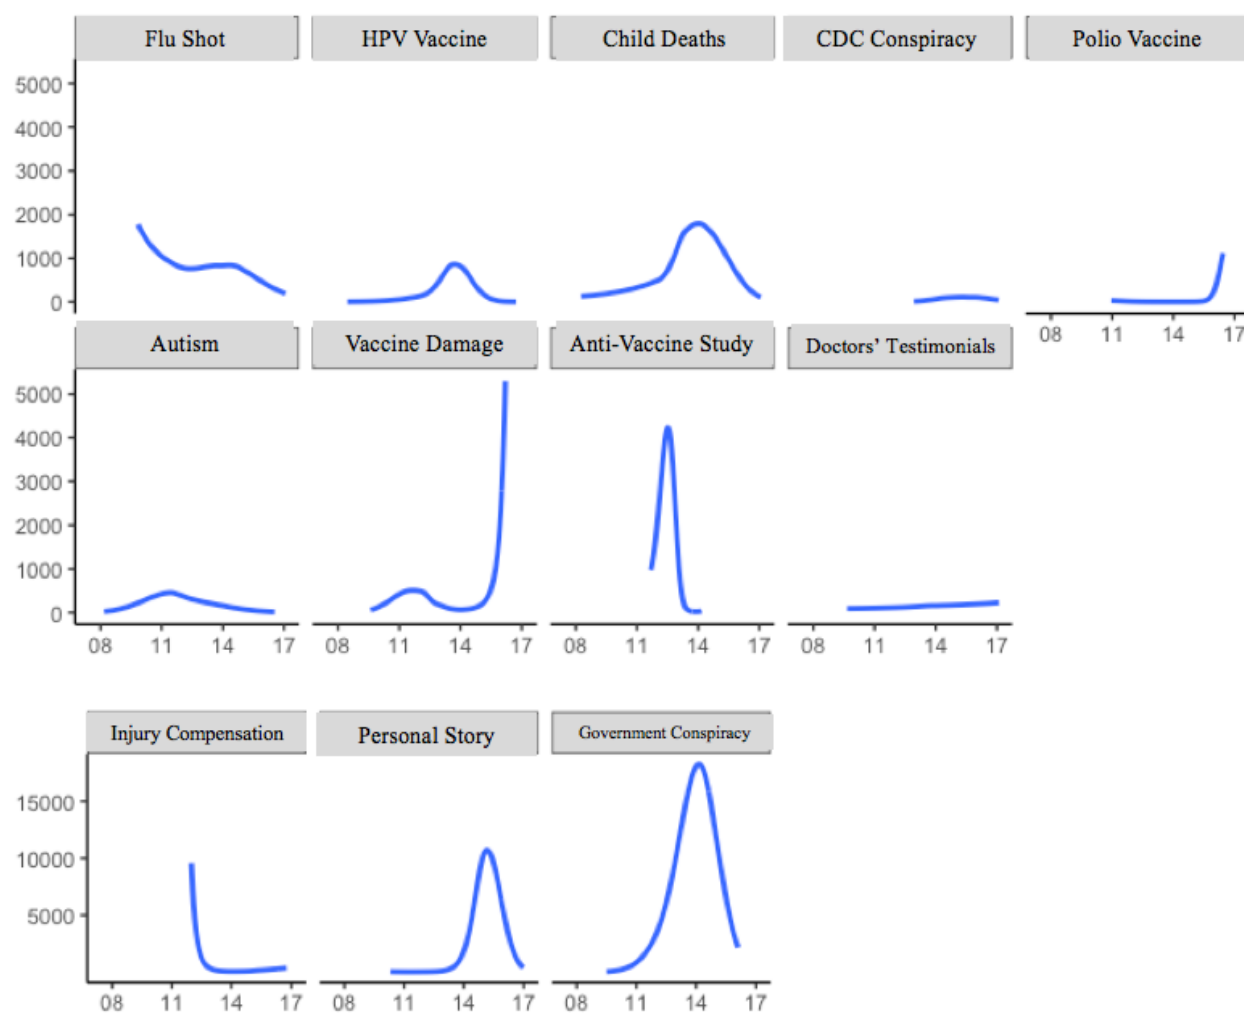 Flu Shot HPV Vaccine Child Deaths CDC Conspiracy Polio Vaccine
5000
4000
3000
2000
1000
0
08 11 14 17
Autism Vaccine Damage Anti-Vaccine Study Doctors’ Testimonials
5000
4000
3000
2000
1000
0
08 11 14 17 08 11 14 17 08 11 14 17 08 11 14 17
Injury Compensation Personal Story Government Conspiracy
15000
10000
5000
08 11 14 17 08 11 14 17 08 11 14 17